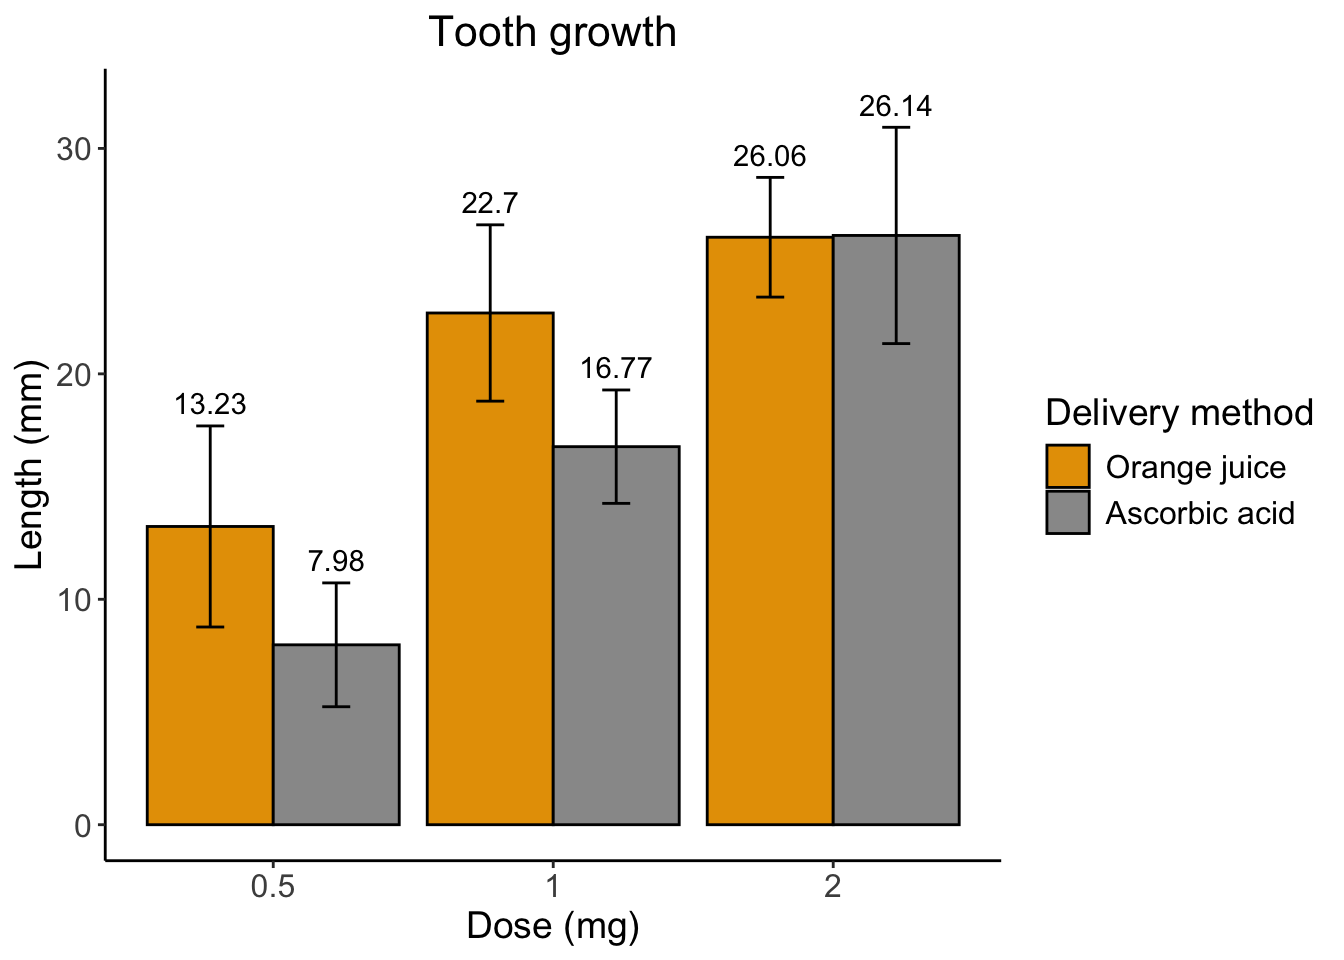 Tooth growth
26.14
30
26.06
22.7
20
16.77
13.23
7.98
10
0
Length (mm)
0.5
1
2
Dose (mg)
Delivery method
Orange juice
Ascorbic acid